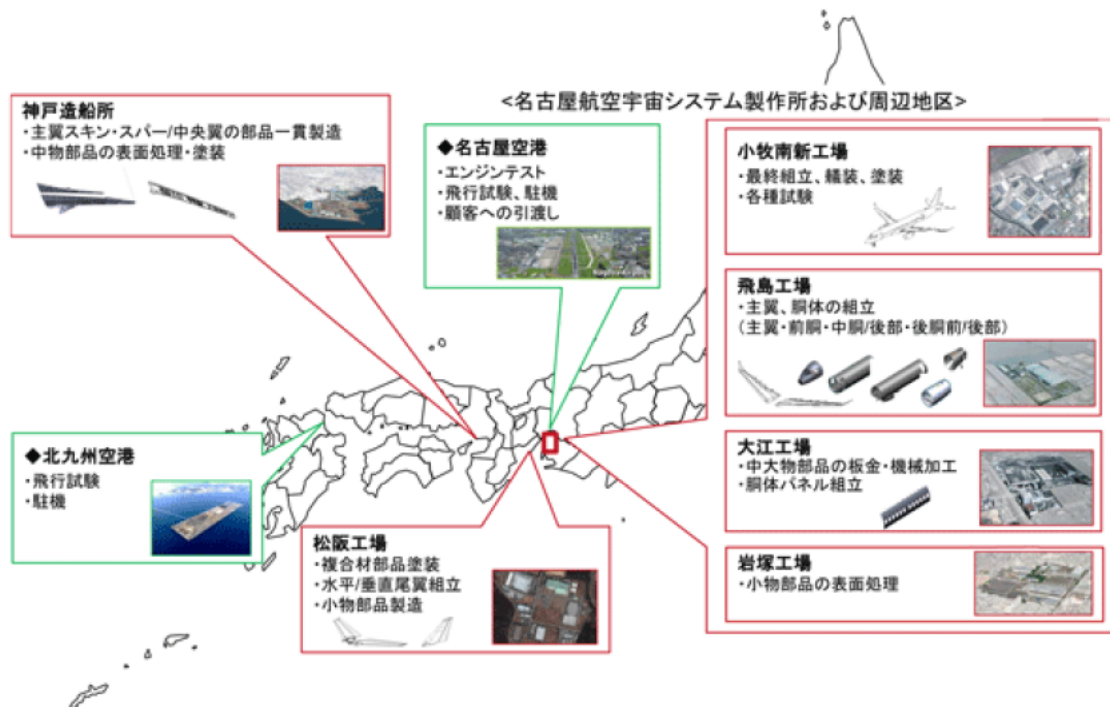 <名古屋航空宇宙システム製作所および周辺地区>
神戸造船所
・主翼スキン・スパー/中央翼の部品一貫製造
・中物部品の表面処理・塗装
◆名古屋空港
・エンジンテスト
・飛行試験、駐機
・顧客への引渡し
小牧南新工場
・最終組立、艤装、塗装
・各種試験
飛島工場
・主翼、胴体の組立
(主翼・前胴・中胴/後部・後胴前/後部)
大江工場
・中大物部品の板金・機械加工
・胴体パネル組立
岩塚工場
・小物部品の表面処理
◆北九州空港
・飛行試験
・駐機
松阪工場
・複合材部品塗装
・水平/垂直尾翼組立
・小物部品製造